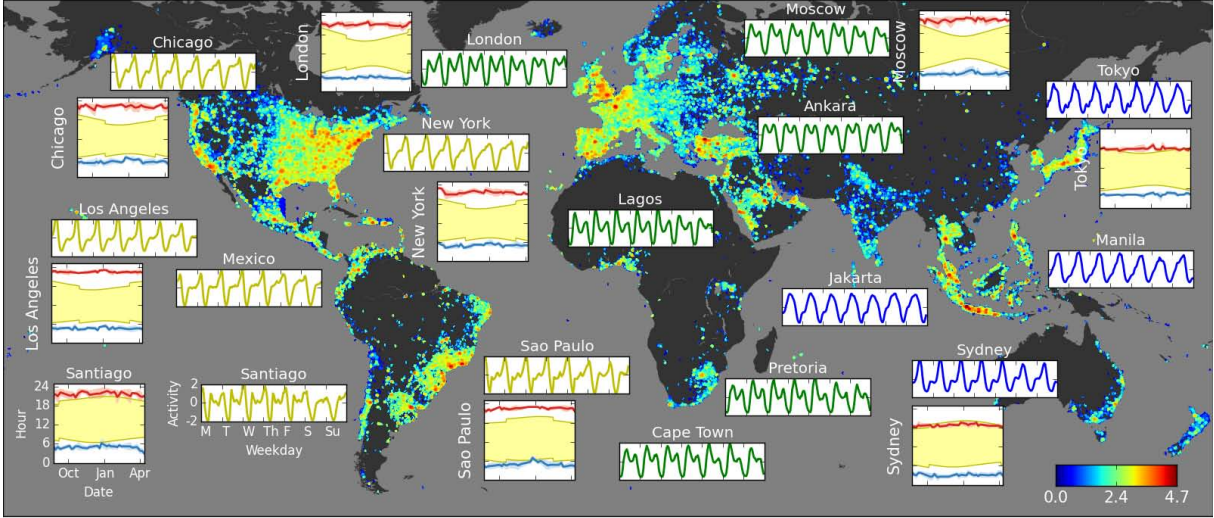 Moscow
Chicago
London
London
Moscow
Tokyo
Chicago
New York
Ankara
Tokyo
Los Angeles
New York
Lagos
Manila
Mexico
Jakarta
Los Angeles
Sao Paulo
Sydney
Santiago
Santiago
Pretoria
24
18
12
6
0
Hour
Oct Jan Apr
Date
Activity
2
0
-2
M T W Th F S Su
Weekday
Sao Paulo
Cape Town
Sydney
0.0 2.4 4.7